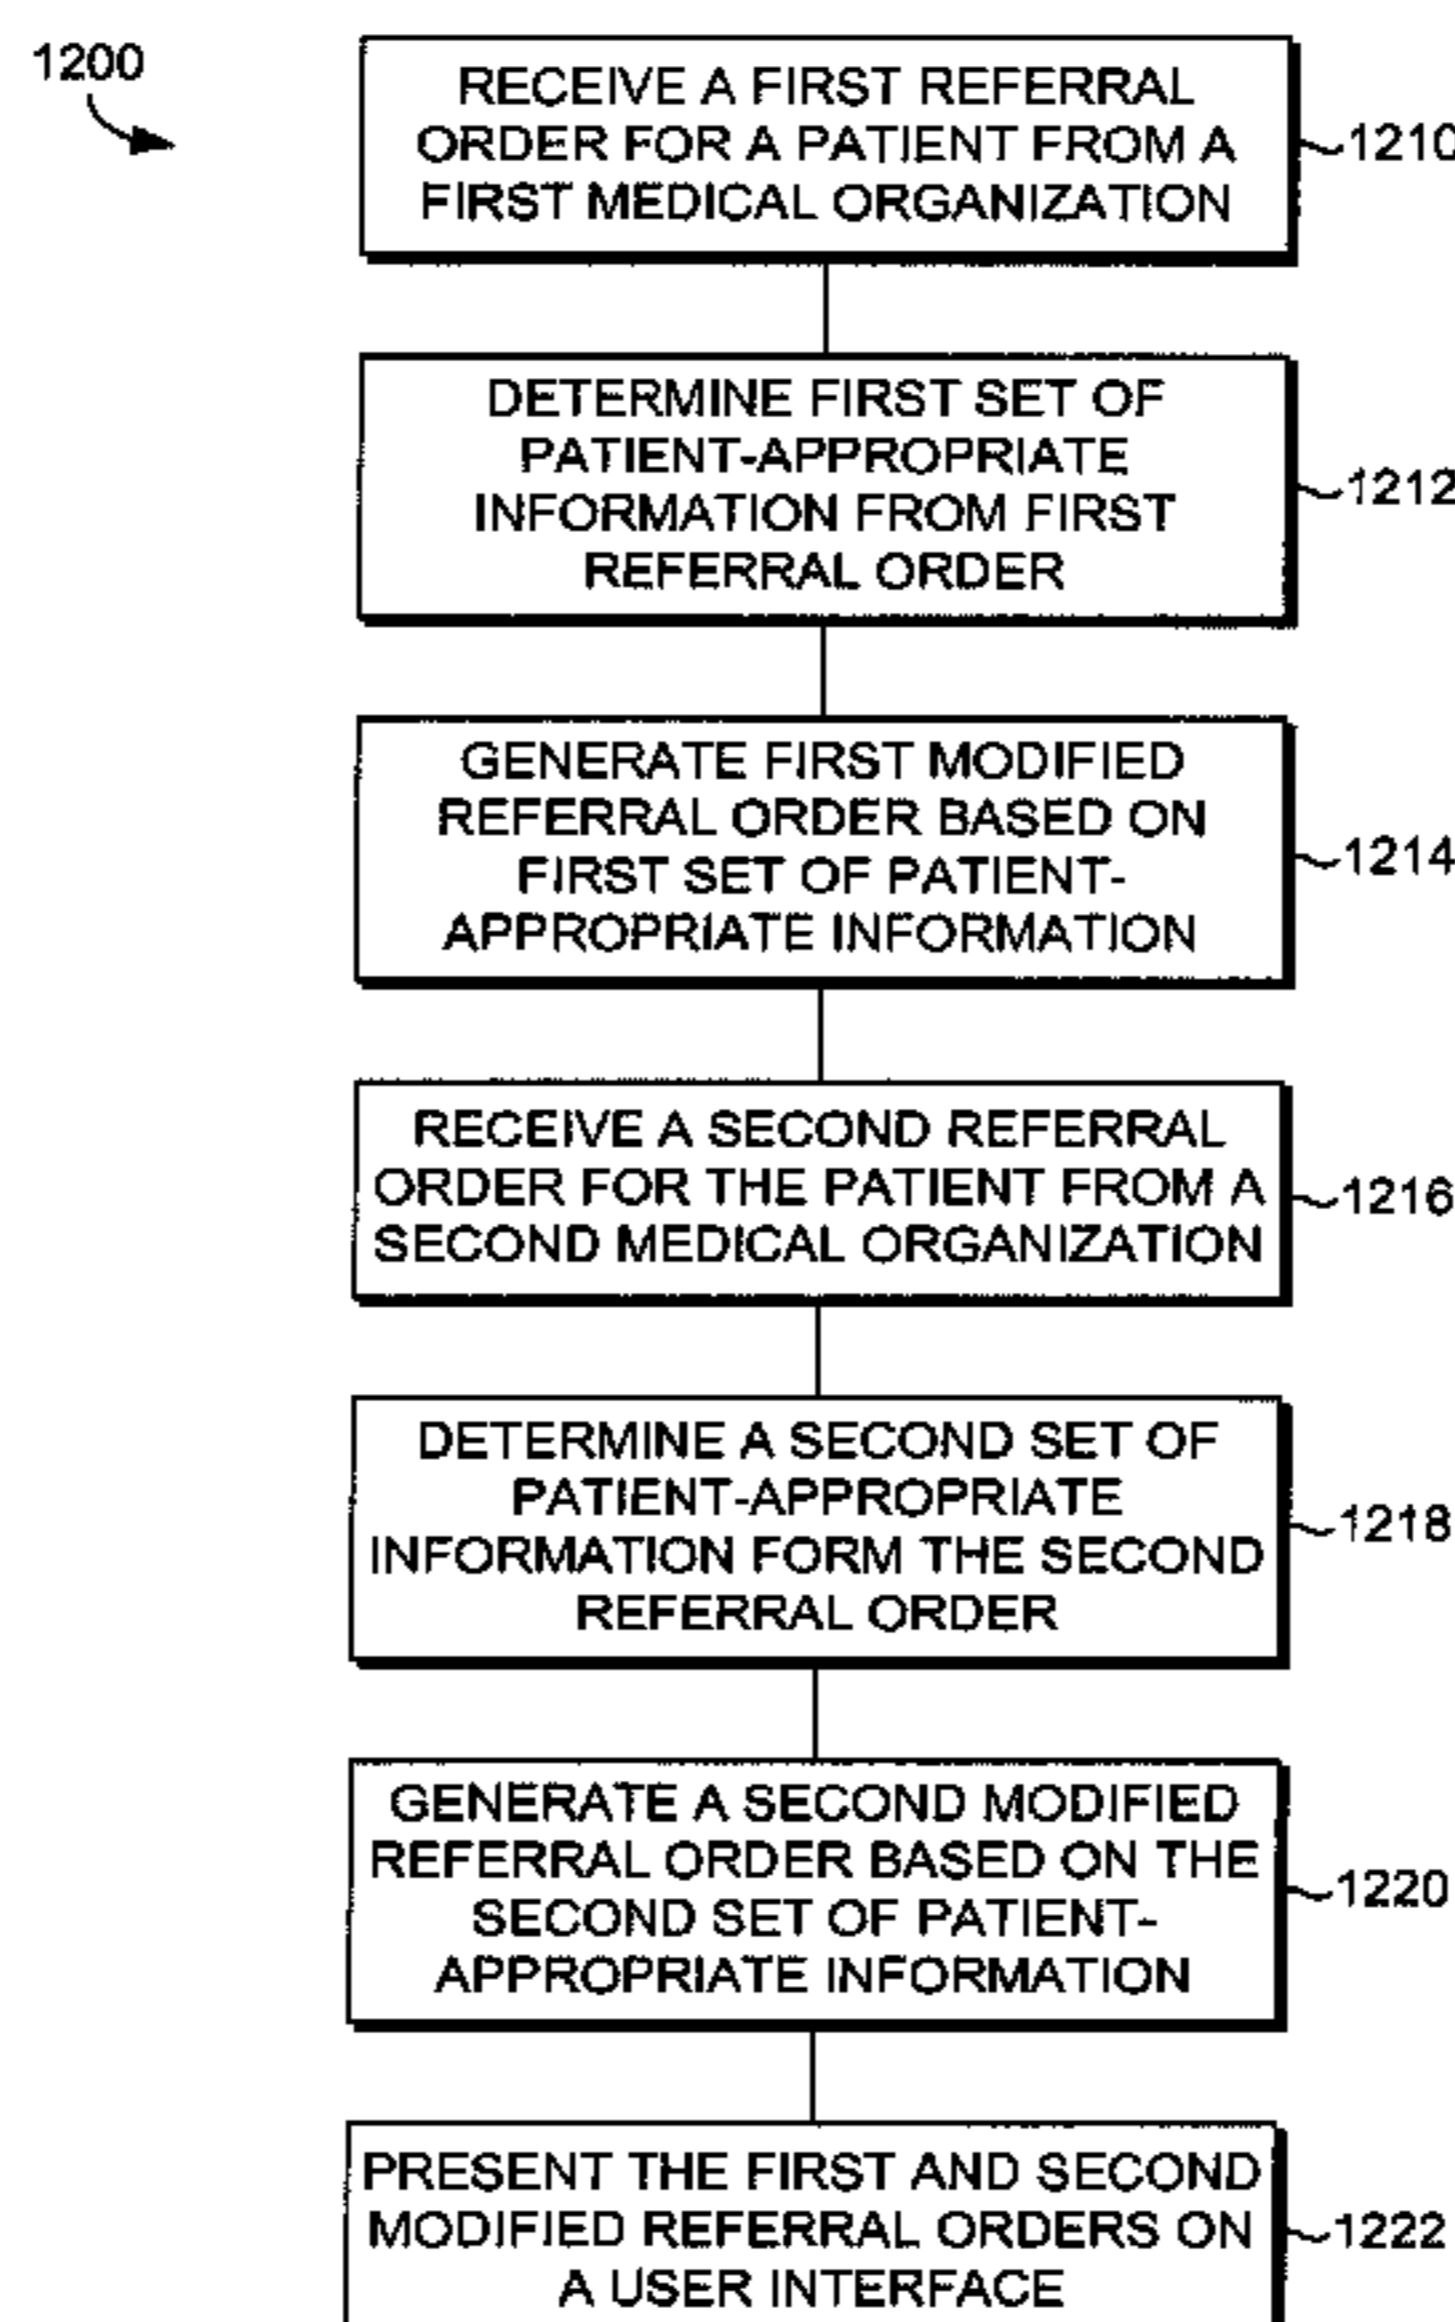 1200
RECEIVE A FIRST REFERRAL
ORDER FOR A PATIENT FROM A
FIRST MEDICAL ORGANIZATION
1210
DETERMINE FIRST SET OF
PATIENT-APPROPRIATE
INFORMATION FROM FIRST
REFERRAL ORDER
1212
GENERATE FIRST MODIFIED
REFERRAL ORDER BASED ON
FIRST SET OF PATIENT-
APPROPRIATE INFORMATION
1214
RECEIVE A SECOND REFERRAL
ORDER FOR THE PATIENT FROM A
SECOND MEDICAL ORGANIZATION
1216
DETERMINE A SECOND SET OF
PATIENT-APPROPRIATE
INFORMATION FORM THE SECOND
REFERRAL ORDER
1218
GENERATE A SECOND MODIFIED
REFERRAL ORDER BASED ON THE
SECOND SET OF PATIENT-
APPROPRIATE INFORMATION
1220
PRESENT THE FIRST AND SECOND
MODIFIED REFERRAL ORDERS ON
A USER INTERFACE
1222